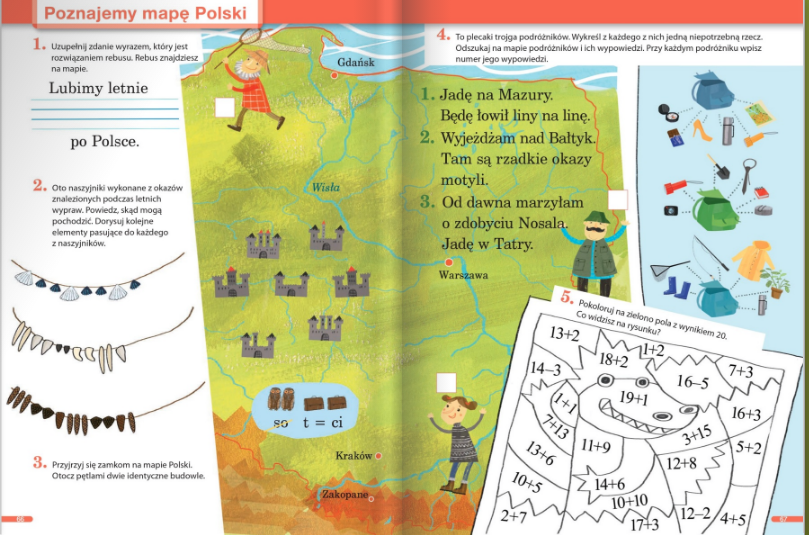 Poznajemy mapę Polski
1. Uzupełnij zdanie wyrazem, który jest
rozwiązaniem rebusu. Rebus znajdziesz
na mapie.
Lubimy letnie
po Polsce.
2. Oto naszyjniki wykonane z okazów
znalezionych podczas letnich
wypraw. Powiedz, skąd mogą
pochodzić. Dorysuj kolejne
elementy pasujące do każdego
z naszyjników.
3. Przyjrzyj się zamkom na mapie Polski.
Otocz pętlami dwie identyczne budowle.
66
Gdańsk
Wisła
so t = ci
Kraków
Zakopane
Warszawa
4. To plecaki trojga podróżników. Wykreśl z każdego z nich jedną niepotrzebną rzecz.
Odszukaj na mapie podróżników i ich wypowiedzi. Przy każdym podróżniku wpisz
numer jego wypowiedzi.
1. Jadę na Mazury.
Będę łowił liny na linę.
2. Wyjeżdżam nad Bałtyk.
Tam są rzadkie okazy
motyli.
3. Od dawna marzyłam
o zdobyciu Nosala.
Jadę w Tatry.
5. Pokoloruj na zielono pola z wynikiem 20.
Co widzisz na rysunku?
13+2
18+2
1+2
7+3
14–3
16–5
19+1
1+1
16+3
7+13
3+15
5+2
13+6
11+9
12+8
10+5
14+6
10+10
2+7
17+3
12–2
4+5
67